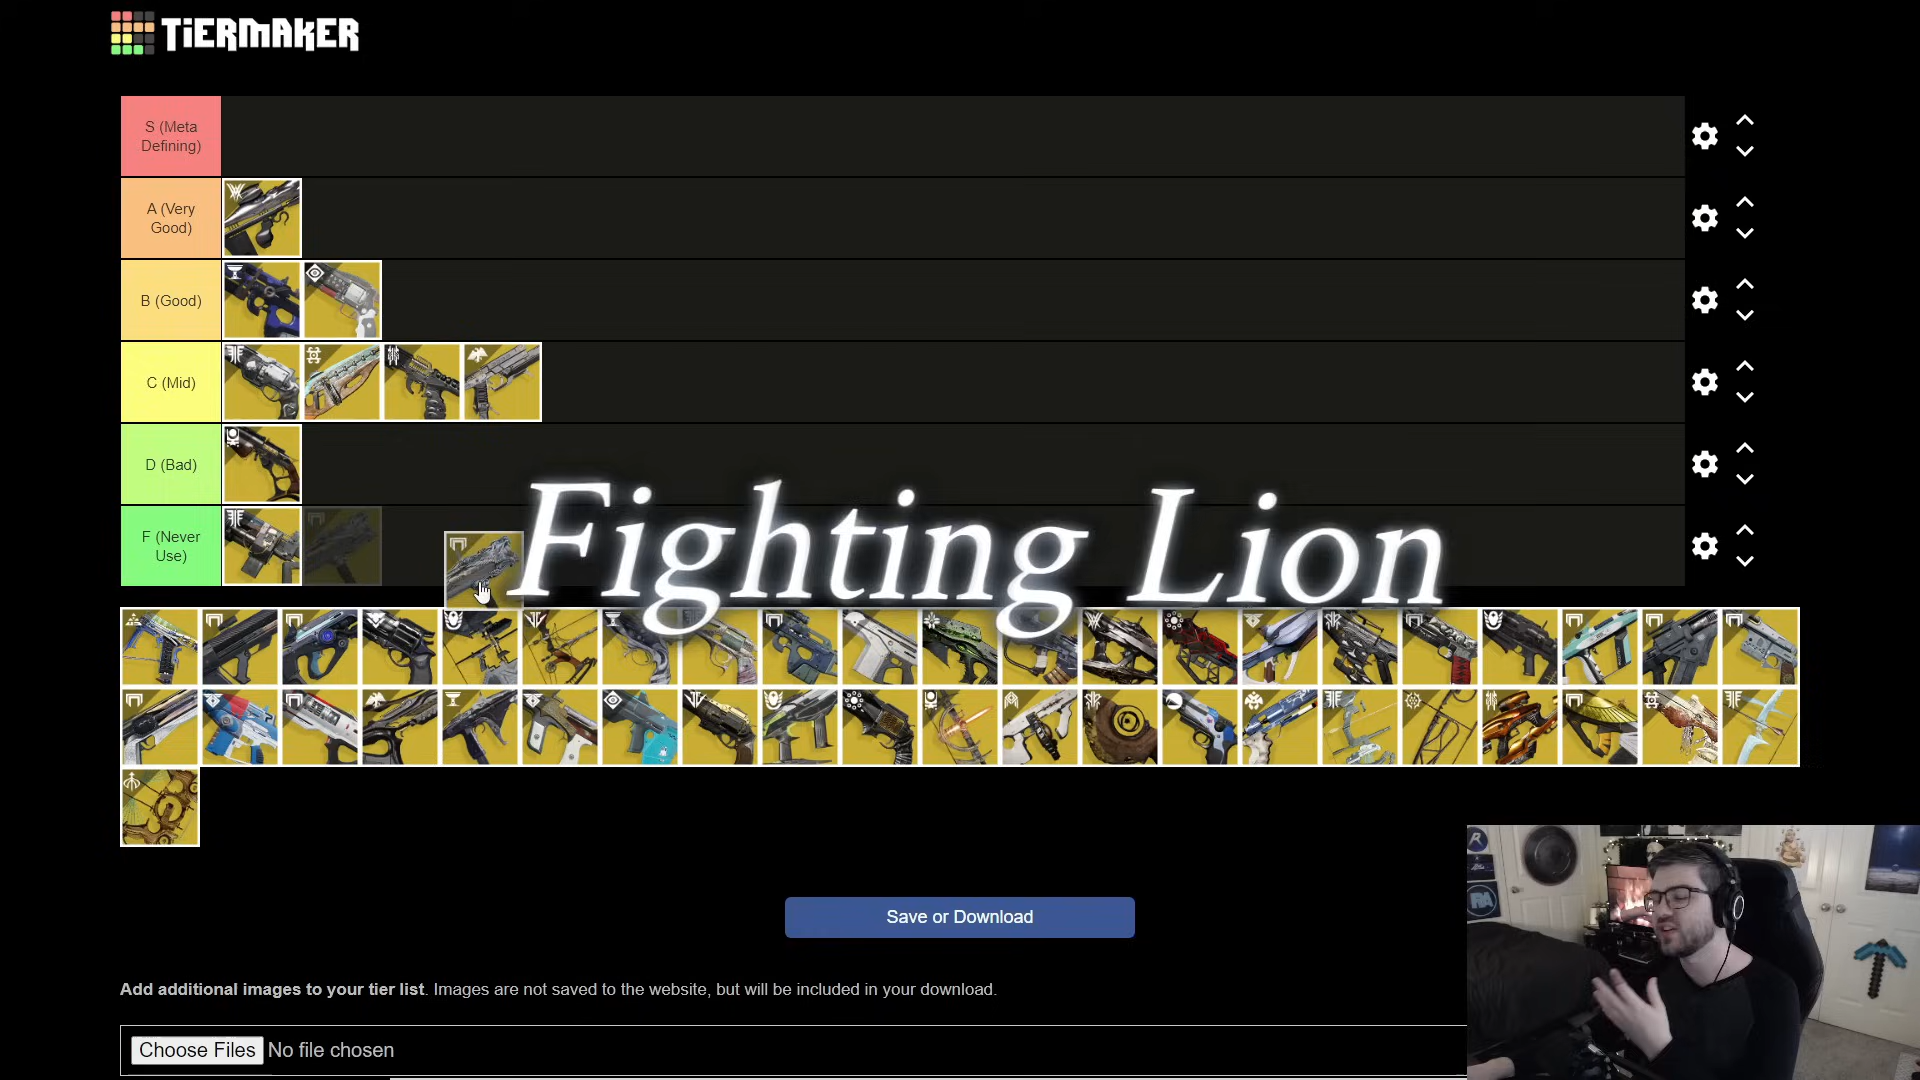 TIERMAKER
S (Meta
Defining)
A (Very
Good)
B (Good)
C (Mid)
D (Bad)
F (Never
Use)
Fighting Lion
Save or Download
Add additional images to your tier list. Images are not saved to the website, but will be included in your download.
Choose Files No file chosen
RA